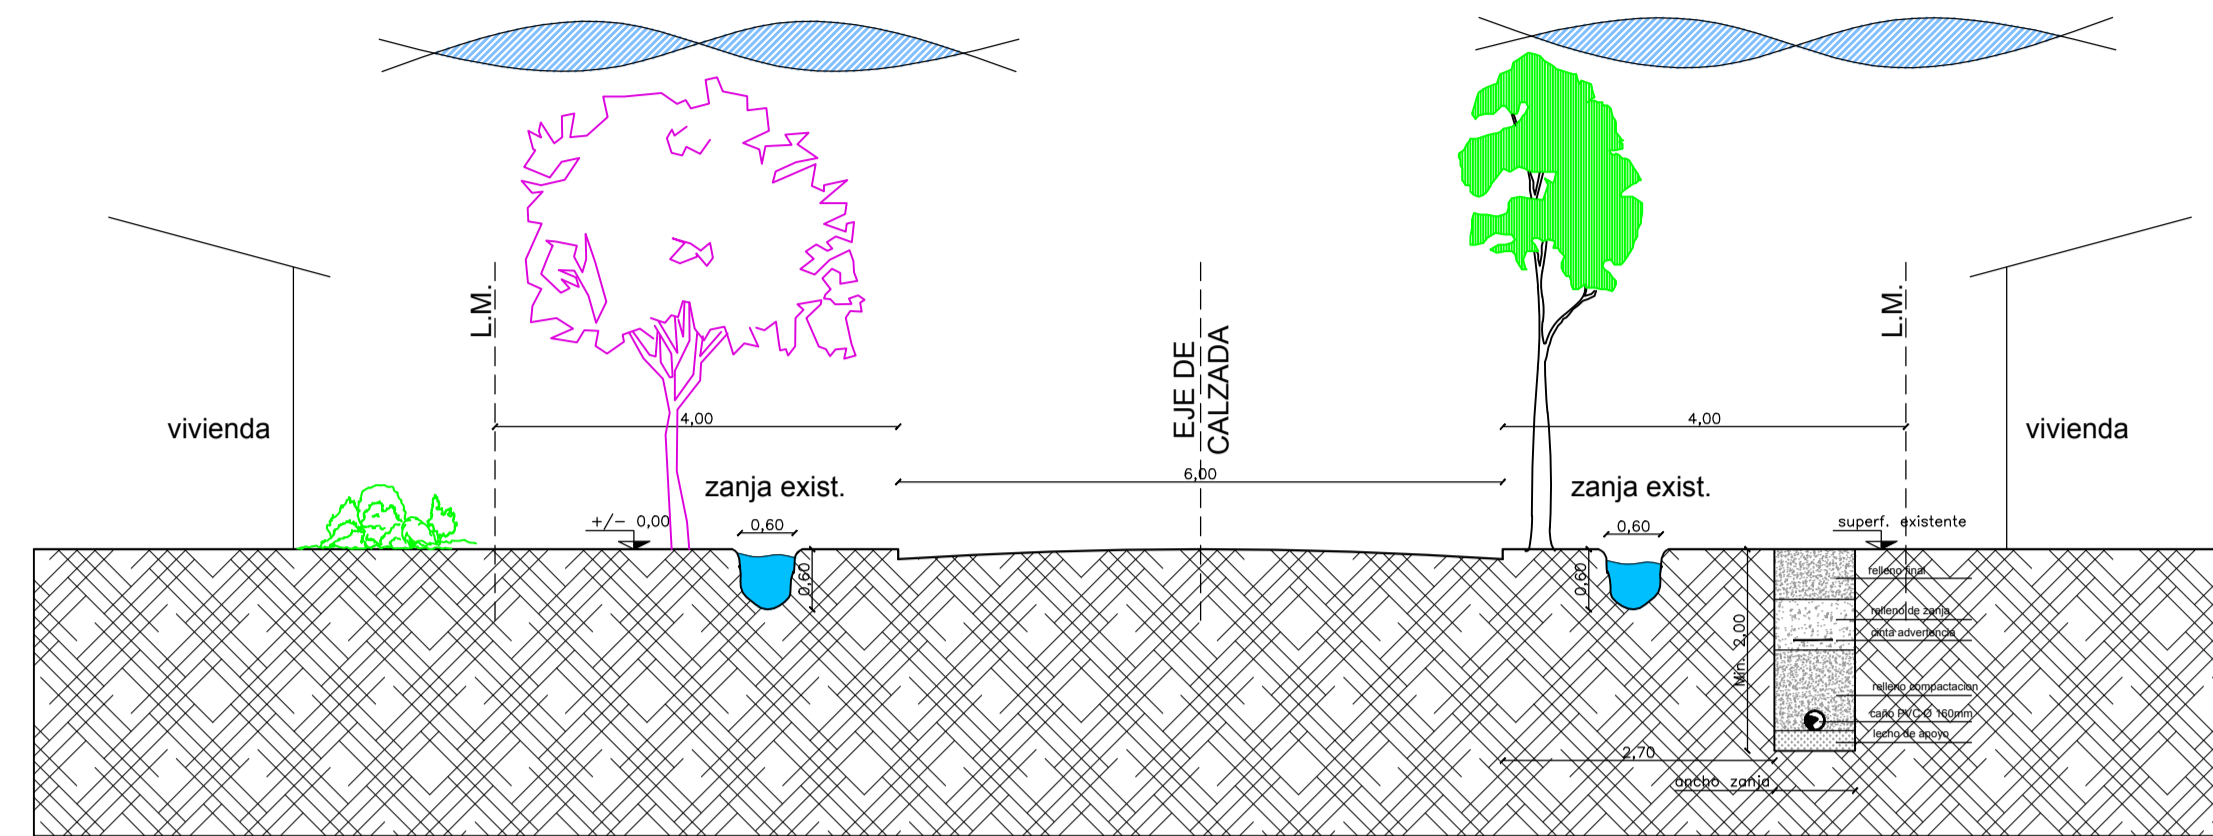 L.M.
EJE DE
CALZADA
L.M.
vivienda
4,00
4,00
vivienda
6,00
zanja exist.
zanja exist.
+/- 0,00
0,60
0,60
superf. existente
0,60
0,60
relleno final
relleno de zanja
cinta advertencia
Min. 2,00
relleno compactacion
caño PVC Ø 160mm
lecho de apoyo
2,70
ancho zanja